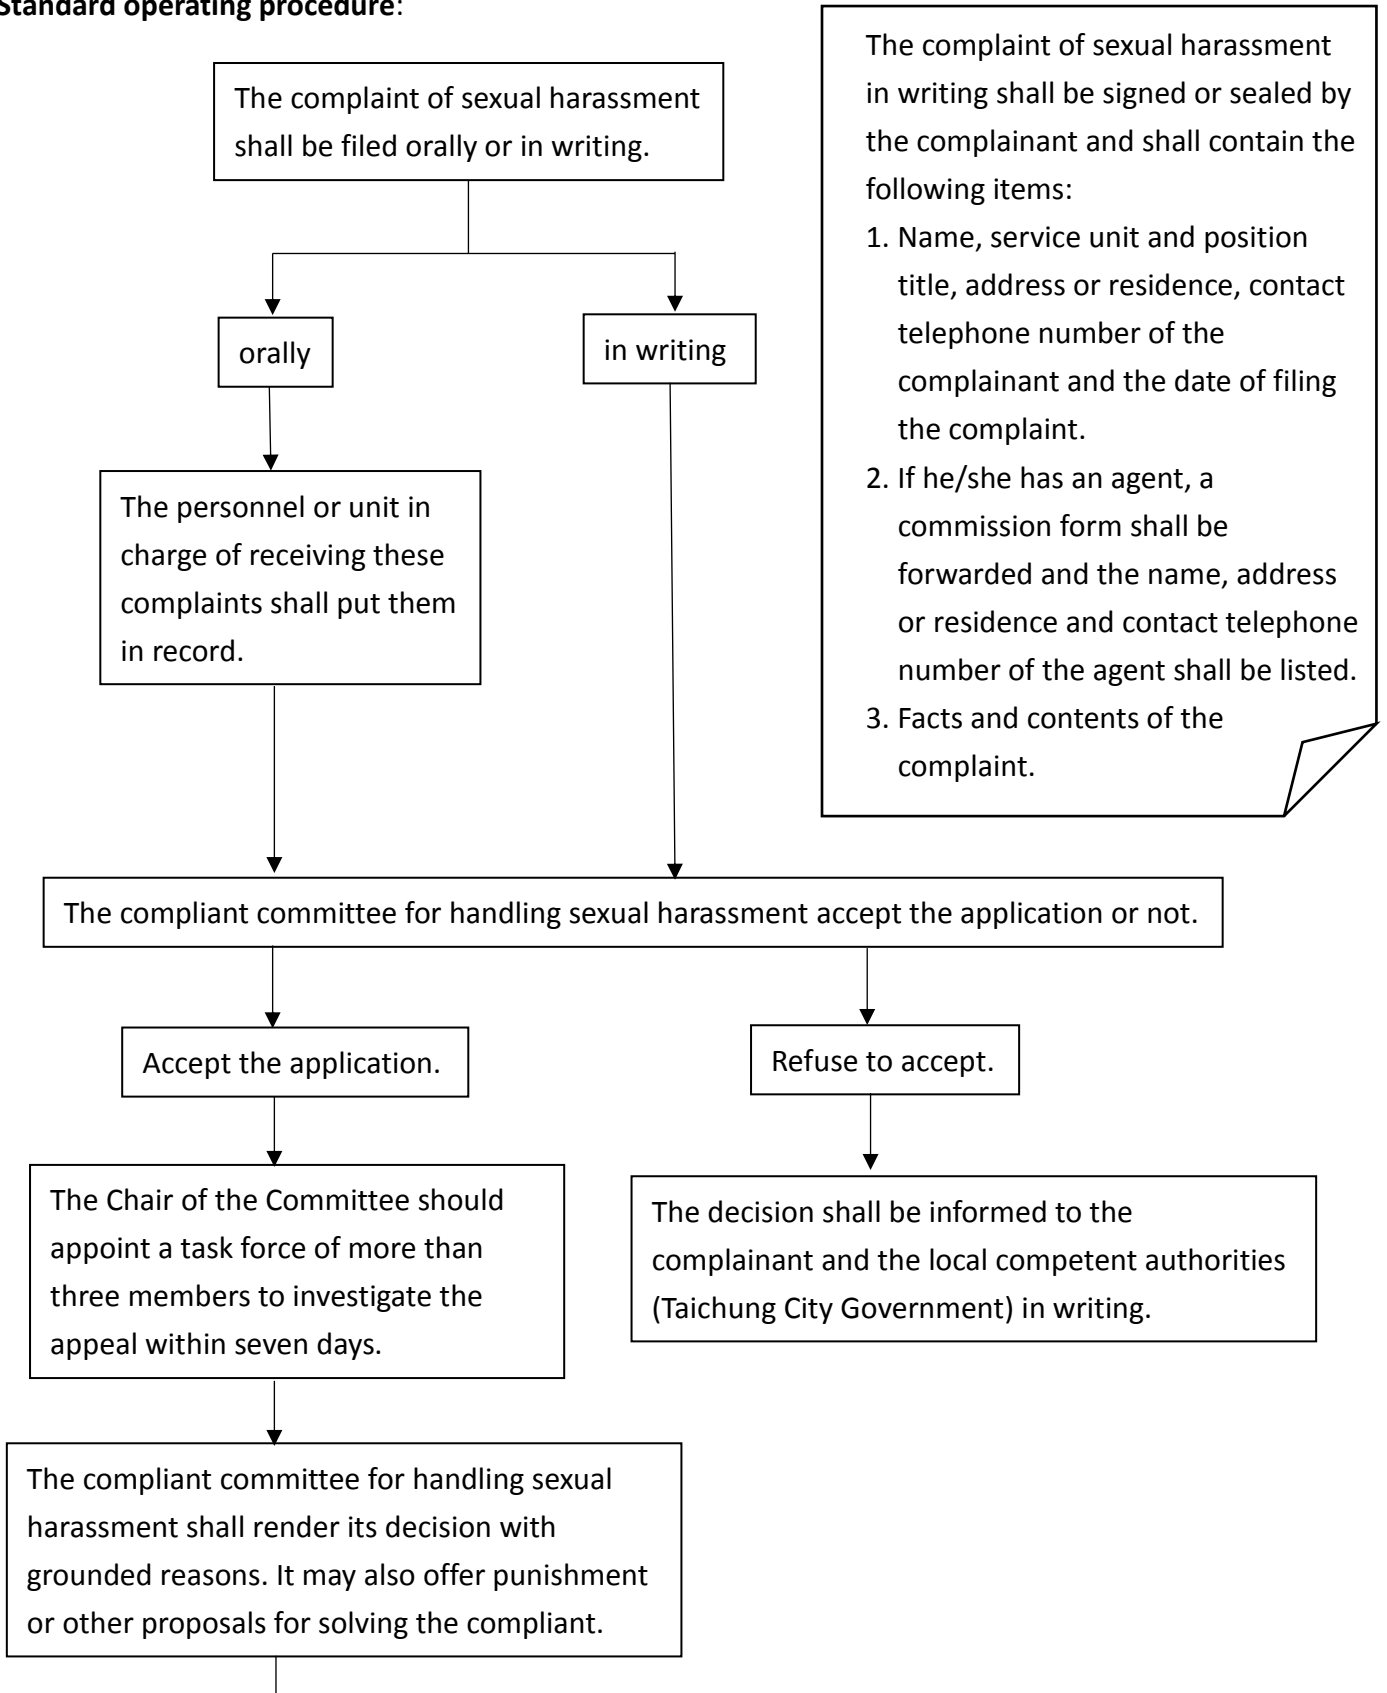 Standard operating procedure:
The complaint of sexual harassment
shall be filed orally or in writing.
orally
in writing
The personnel or unit in
charge of receiving these
complaints shall put them
in record.
The complaint of sexual harassment
in writing shall be signed or sealed by
the complainant and shall contain the
following items:
1. Name, service unit and position
title, address or residence, contact
telephone number of the
complainant and the date of filing
the complaint.
2. If he/she has an agent, a
commission form shall be
forwarded and the name, address
or residence and contact telephone
number of the agent shall be listed.
3. Facts and contents of the
complaint.
The compliant committee for handling sexual harassment accept the application or not.
Accept the application.
Refuse to accept.
The Chair of the Committee should
appoint a task force of more than
three members to investigate the
appeal within seven days.
The decision shall be informed to the
complainant and the local competent authorities
(Taichung City Government) in writing.
The compliant committee for handling sexual
harassment shall render its decision with
grounded reasons. It may also offer punishment
or other proposals for solving the compliant.